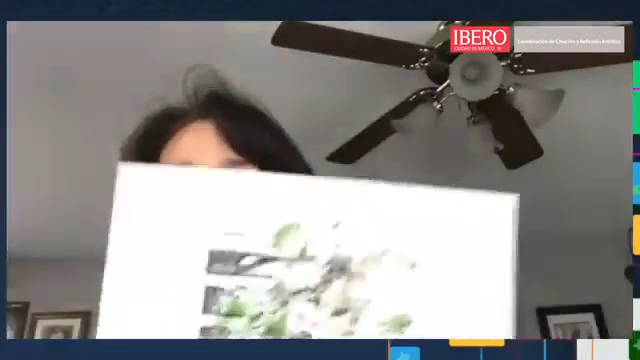 IBERO
CIUDAD DE MÉXICO
Coordinación de Creación y Reflexión Artística